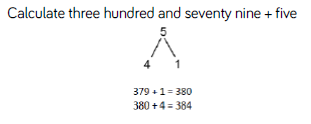 Calculate three hundred and seventy nine + five
5
4 1
379 + 1 = 380
380 + 4 = 384